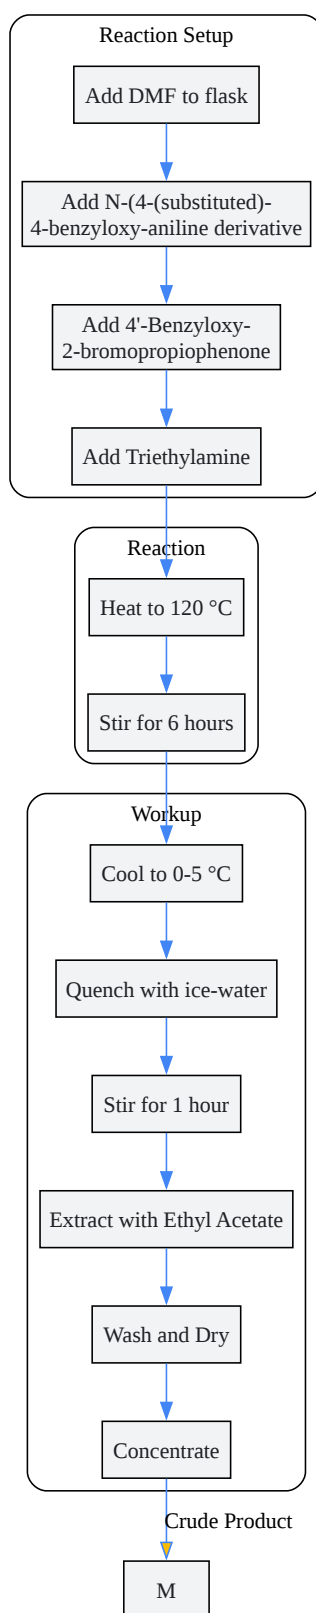 Reaction Setup
Add DMF to flask
Add N-(4-(substituted)-
4-benzyloxy-aniline derivative
Add 4'-Benzyloxy-
2-bromopropiophenone
Add Triethylamine
Reaction
Heat to 120 °C
Stir for 6 hours
Workup
Cool to 0-5 °C
Quench with ice-water
Stir for 1 hour
Extract with Ethyl Acetate
Wash and Dry
Concentrate
Crude Product
M